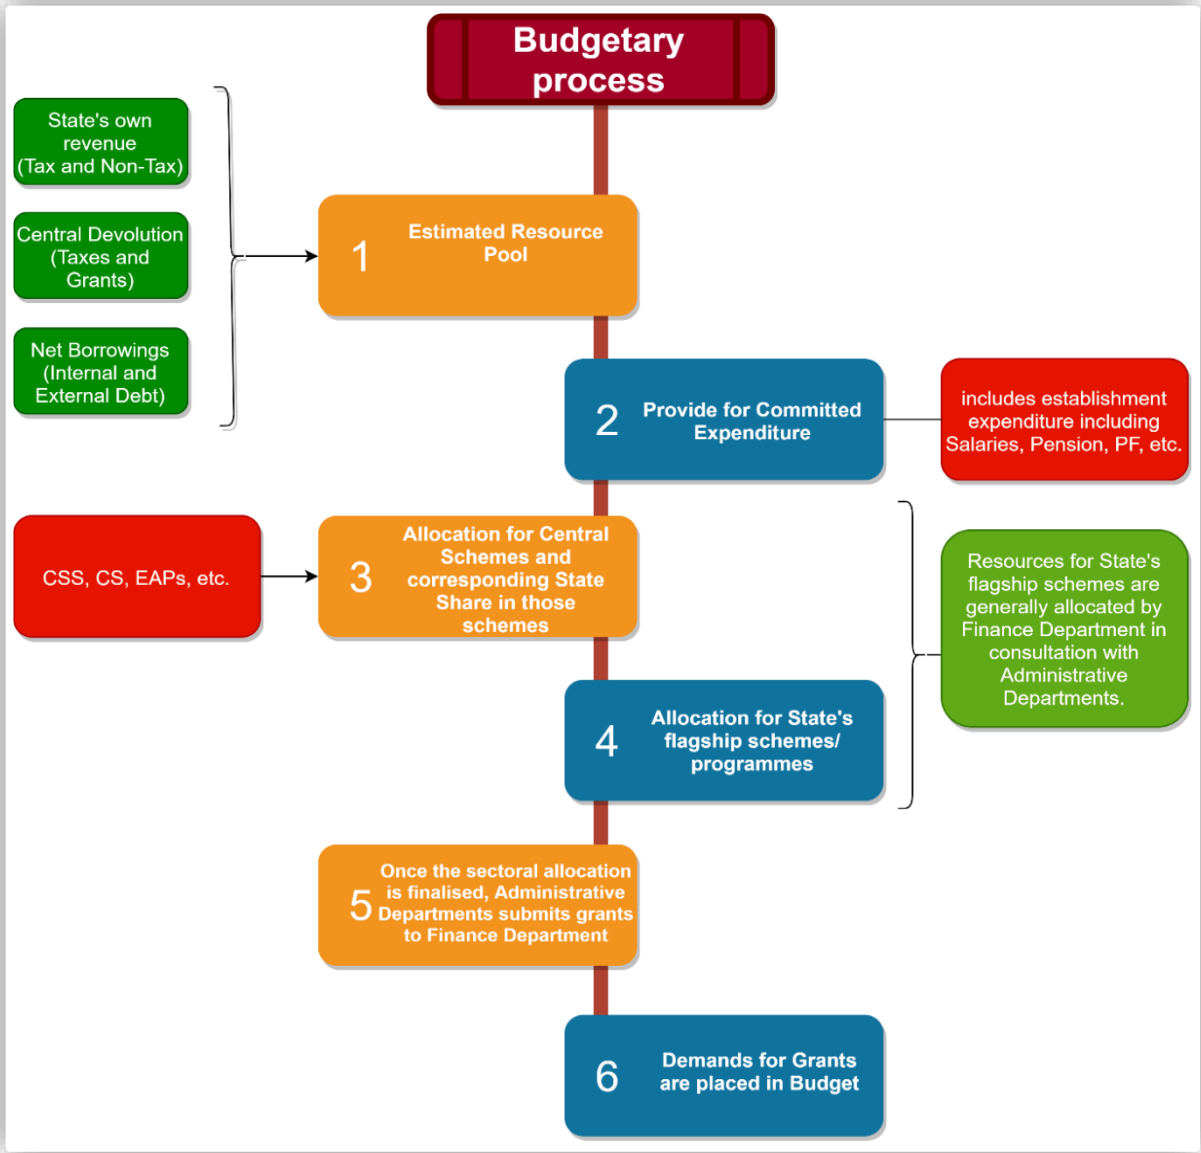 Budgetary
process
State's own
revenue
(Tax and Non-Tax)
Central Devolution
(Taxes and
Grants)
Net Borrowings
(Internal and
External Debt)
1
Estimated Resource
Pool
2
Provide for Committed
Expenditure
includes establishment
expenditure including
Salaries, Pension, PF, etc.
CSS, CS, EAPs, etc.
3
Allocation for Central
Schemes and
corresponding State
Share in those
schemes
Resources for State's
flagship schemes are
generally allocated by
Finance Department in
consultation with
Administrative
Departments.
4
Allocation for State's
flagship schemes/
programmes
5
Once the sectoral allocation
is finalised, Administrative
Departments submits grants
to Finance Department
6
Demands for Grants
are placed in Budget